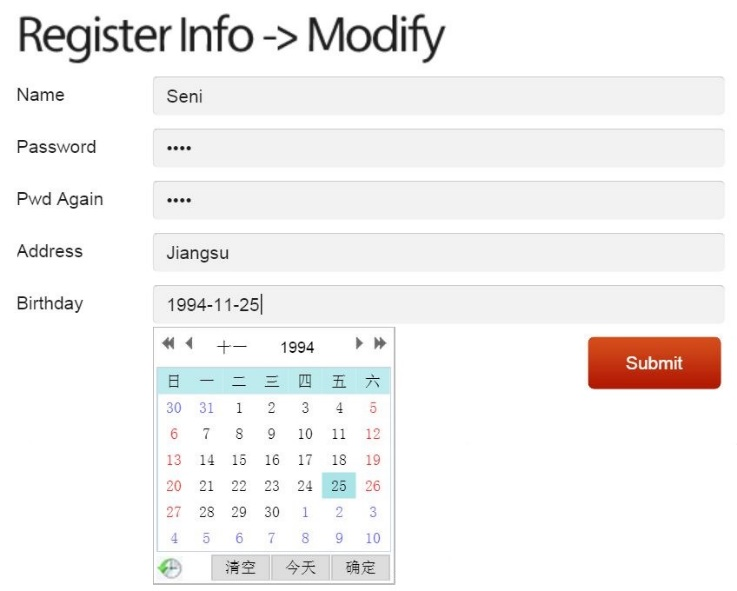 Register Info -> Modify
Name Seni
Password ••••
Pwd Again ••••
Address Jiangsu
Birthday 1994-11-25
十一 1994
Submit
日 一 二 三 四 五 六
30 31 1 2 3 4 5
6 7 8 9 10 11 12
13 14 15 16 17 18 19
20 21 22 23 24 25 26
27 28 29 30 1 2 3
4 5 6 7 8 9 10
清空 今天 确定